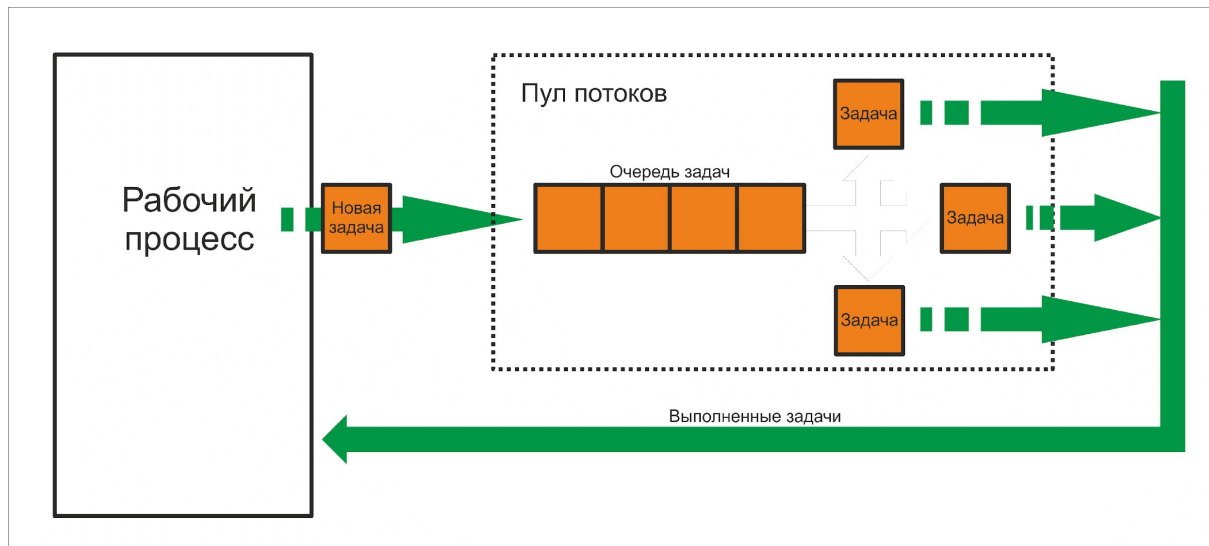 Рабочий
процесс
Новая
задача
Пул потоков
Очередь задач
Задача
Задача
Задача
Выполненные задачи